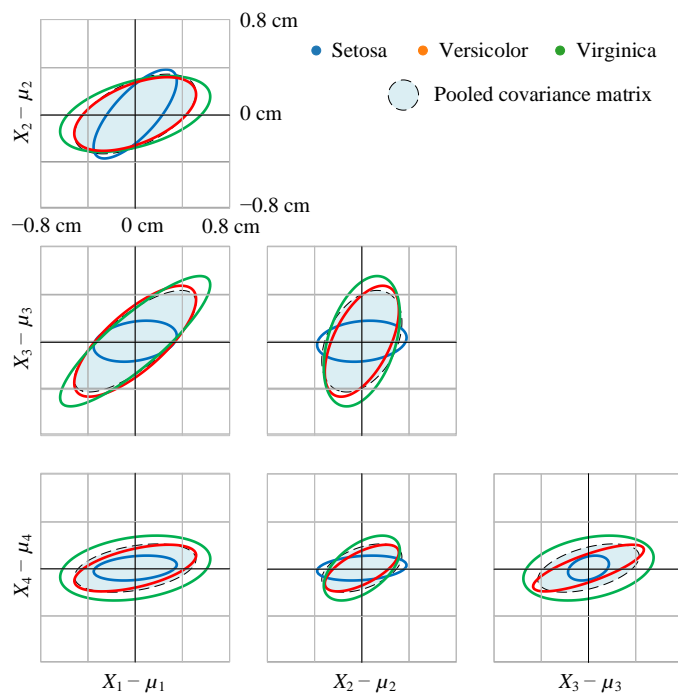 0.8 cm
Setosa
Versicolor
Virginica
Pooled covariance matrix
X₂ − μ₂
0 cm
−0.8 cm
−0.8 cm 0 cm 0.8 cm
X₃ − μ₃
X₄ − μ₄
X₁ − μ₁
X₂ − μ₂
X₃ − μ₃